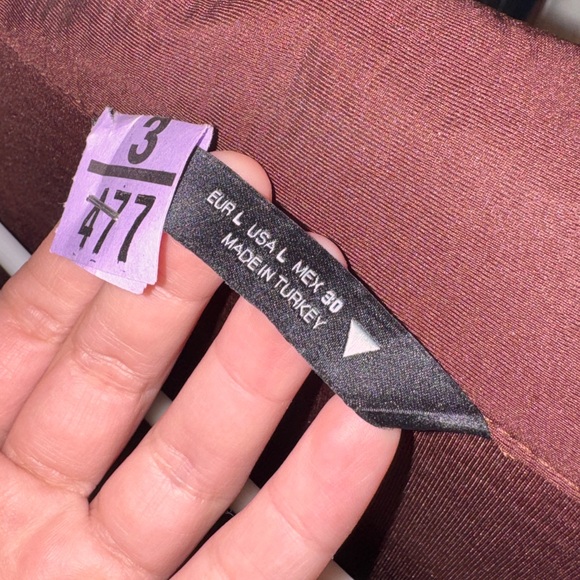 3
477
EUR L USA L MEX 30
MADE IN TURKEY